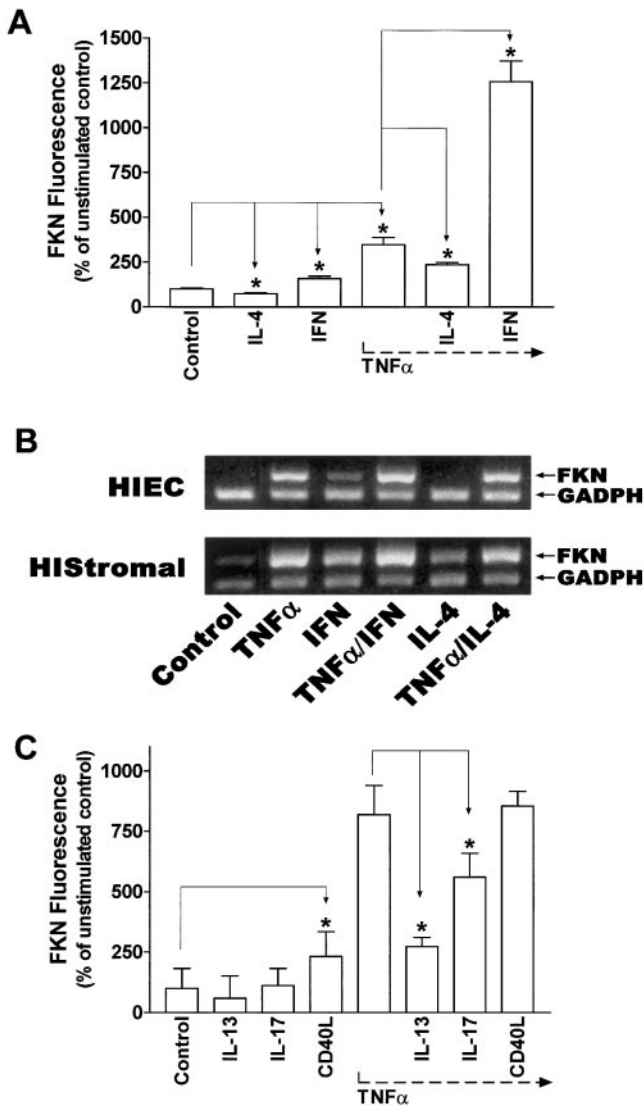 A
FKN Fluorescence
(% of unstimulated control)
1500
1250
1000
750
500
250
0
* * * * *
Control
IL-4
IFN
IL-4
IFN
TNFα
B
HIEC
FKN
GADPH
HIStromal
FKN
GADPH
Control
TNFα
IFN
TNFα/IFN
IL-4
TNFα/IL-4
C
FKN Fluorescence
(% of unstimulated control)
1000
750
500
250
0
* * *
Control
IL-13
IL-17
CD40L
IL-13
IL-17
CD40L
TNFα